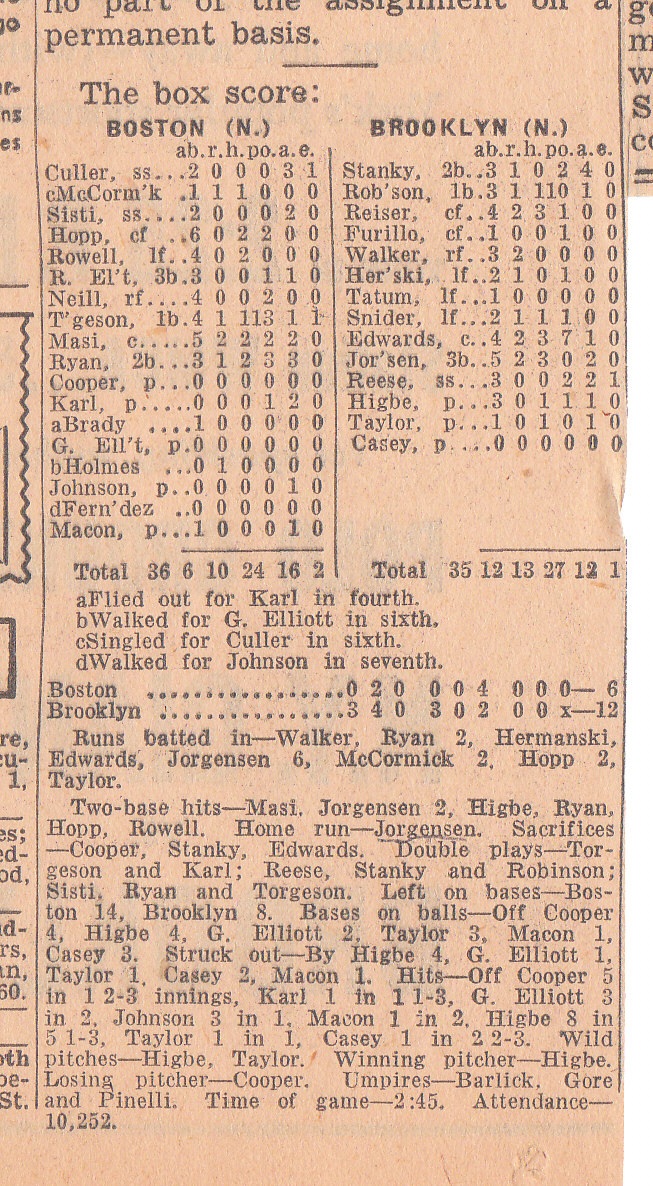 no part of the assignment on a
permanent basis.
The box score:
BOSTON (N.)
ab.r.h.po.a.e.
Culler, ss...2 0 0 0 3 1
cMcCorm'k .1 1 1 0 0 0
Sisti, ss....2 0 0 0 2 0
Hopp, cf ..6 0 2 2 0 0
Rowell, lf..4 0 2 0 0 0
R. El't, 3b.3 0 0 1 1 0
Neill, rf....4 0 0 2 0 0
T'geson, 1b.4 1 113 1 1
Masi, c.....5 2 2 2 2 0
Ryan, 2b...3 1 2 3 3 0
Cooper, p...0 0 0 0 0 0
Karl, p.....0 0 0 1 2 0
aBrady ....1 0 0 0 0 0
G. Ell't, p.0 0 0 0 0 0
bHolmes ...0 1 0 0 0 0
Johnson, p..0 0 0 0 1 0
dFern'dez ..0 0 0 0 0 0
Macon, p...1 0 0 0 1 0
Total 36 6 10 24 16 2
BROOKLYN (N.)
ab.r.h.po.a.e.
Stanky, 2b..3 1 0 2 4 0
Rob'son, 1b.3 1 110 1 0
Reiser, cf..4 2 3 1 0 0
Furillo, cf..1 0 0 1 0 0
Walker, rf..3 2 0 0 0 0
Her'ski, lf..2 1 0 1 0 0
Tatum, lf...1 0 0 0 0 0
Snider, lf...2 1 1 1 0 0
Edwards, c..4 2 3 7 1 0
Jor'sen, 3b..5 2 3 0 2 0
Reese, ss...3 0 0 2 2 1
Higbe, p...3 0 1 1 1 0
Taylor, p...1 0 1 0 1 0
Casey, p....0 0 0 0 0 0
Total 35 12 13 27 12 1
aFlied out for Karl in fourth.
bWalked for G. Elliott in sixth.
cSingled for Culler in sixth.
dWalked for Johnson in seventh.
Boston .................0 2 0 0 0 4 0 0 0— 6
Brooklyn ...............3 4 0 3 0 2 0 0 x—12
Runs batted in—Walker, Ryan 2, Hermanski,
Edwards, Jorgensen 6, McCormick 2, Hopp 2,
Taylor.
Two-base hits—Masi, Jorgensen 2, Higbe, Ryan,
Hopp, Rowell. Home run—Jorgensen. Sacrifices
—Cooper, Stanky, Edwards. Double plays—Tor-
geson and Karl; Reese, Stanky and Robinson;
Sisti, Ryan and Torgeson. Left on bases—Bos-
ton 14, Brooklyn 8. Bases on balls—Off Cooper
4, Higbe 4, G. Elliott 2, Taylor 3, Macon 1,
Casey 3. Struck out—By Higbe 4, G. Elliott 1,
Taylor 1, Casey 2, Macon 1. Hits—Off Cooper 5
in 1 2-3 innings, Karl 1 in 1 1-3, G. Elliott 3
in 2, Johnson 3 in 1, Macon 1 in 2, Higbe 8 in
5 1-3, Taylor 1 in 1, Casey 1 in 2 2-3. Wild
pitches—Higbe, Taylor. Winning pitcher—Higbe.
Losing pitcher—Cooper. Umpires—Barlick, Gore
and Pinelli. Time of game—2:45. Attendance—
10,252.